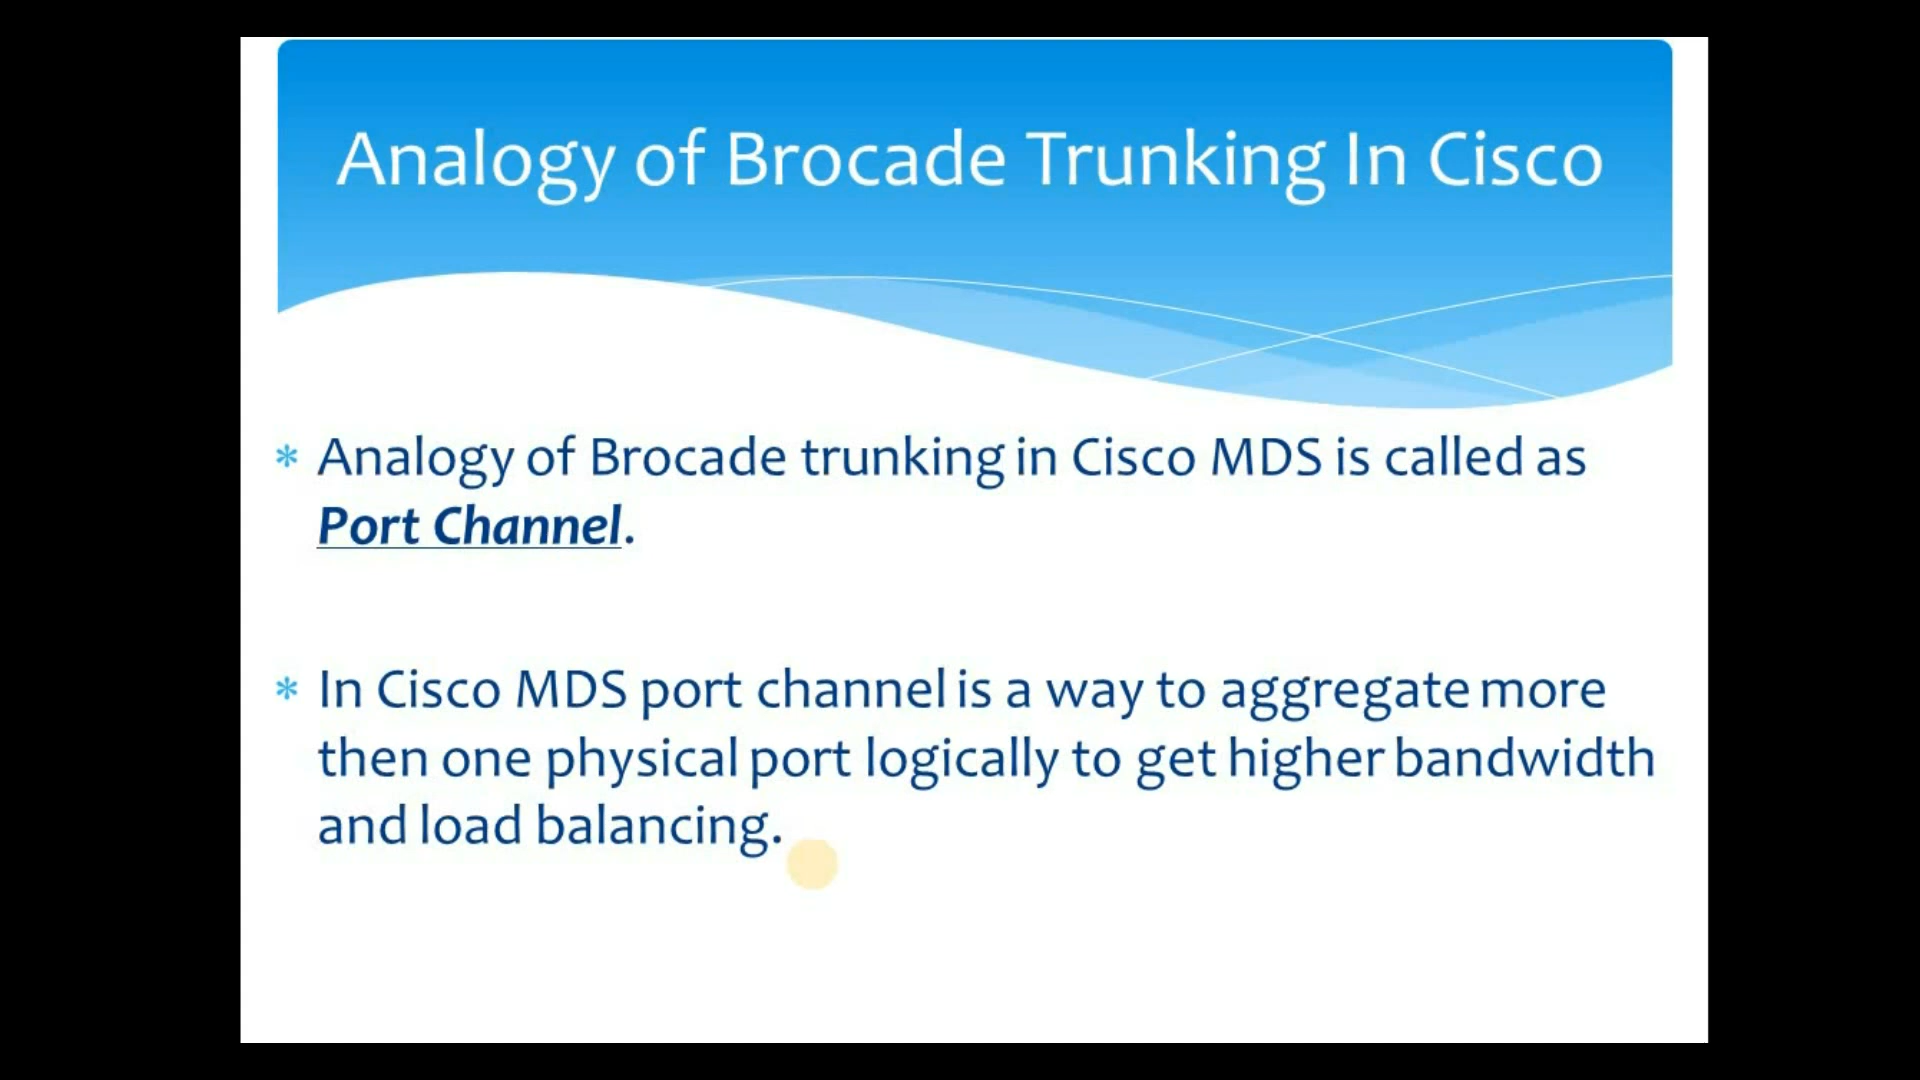 Analogy of Brocade Trunking In Cisco
* Analogy of Brocade trunking in Cisco MDS is called as
Port Channel.
* In Cisco MDS port channel is a way to aggregate more
then one physical port logically to get higher bandwidth
and load balancing.